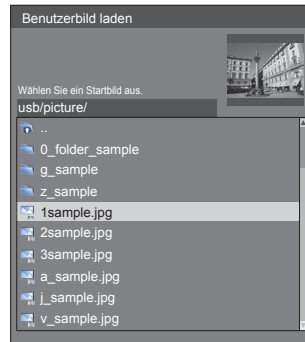 Benutzerbild laden
Wählen Sie ein Startbild aus.
usb/picture/
..
0_folder_sample
g_sample
z_sample
1sample.jpg
2sample.jpg
3sample.jpg
a_sample.jpg
j_sample.jpg
v_sample.jpg